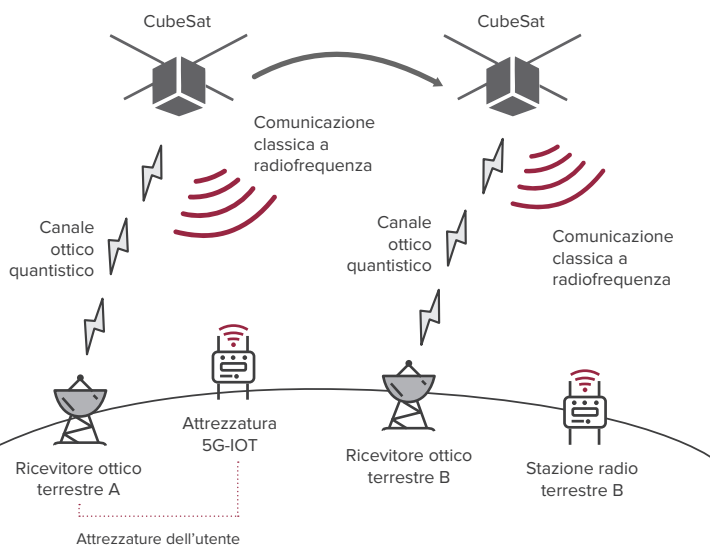 CubeSat
CubeSat
Comunicazione
classica a
radiofrequenza
Canale
ottico
quantistico
Canale
ottico
quantistico
Comunicazione
classica a
radiofrequenza
Attrezzatura
5G-IOT
Ricevitore ottico
terrestre A
Ricevitore ottico
terrestre B
Stazione radio
terrestre B
Attrezzature dell’utente